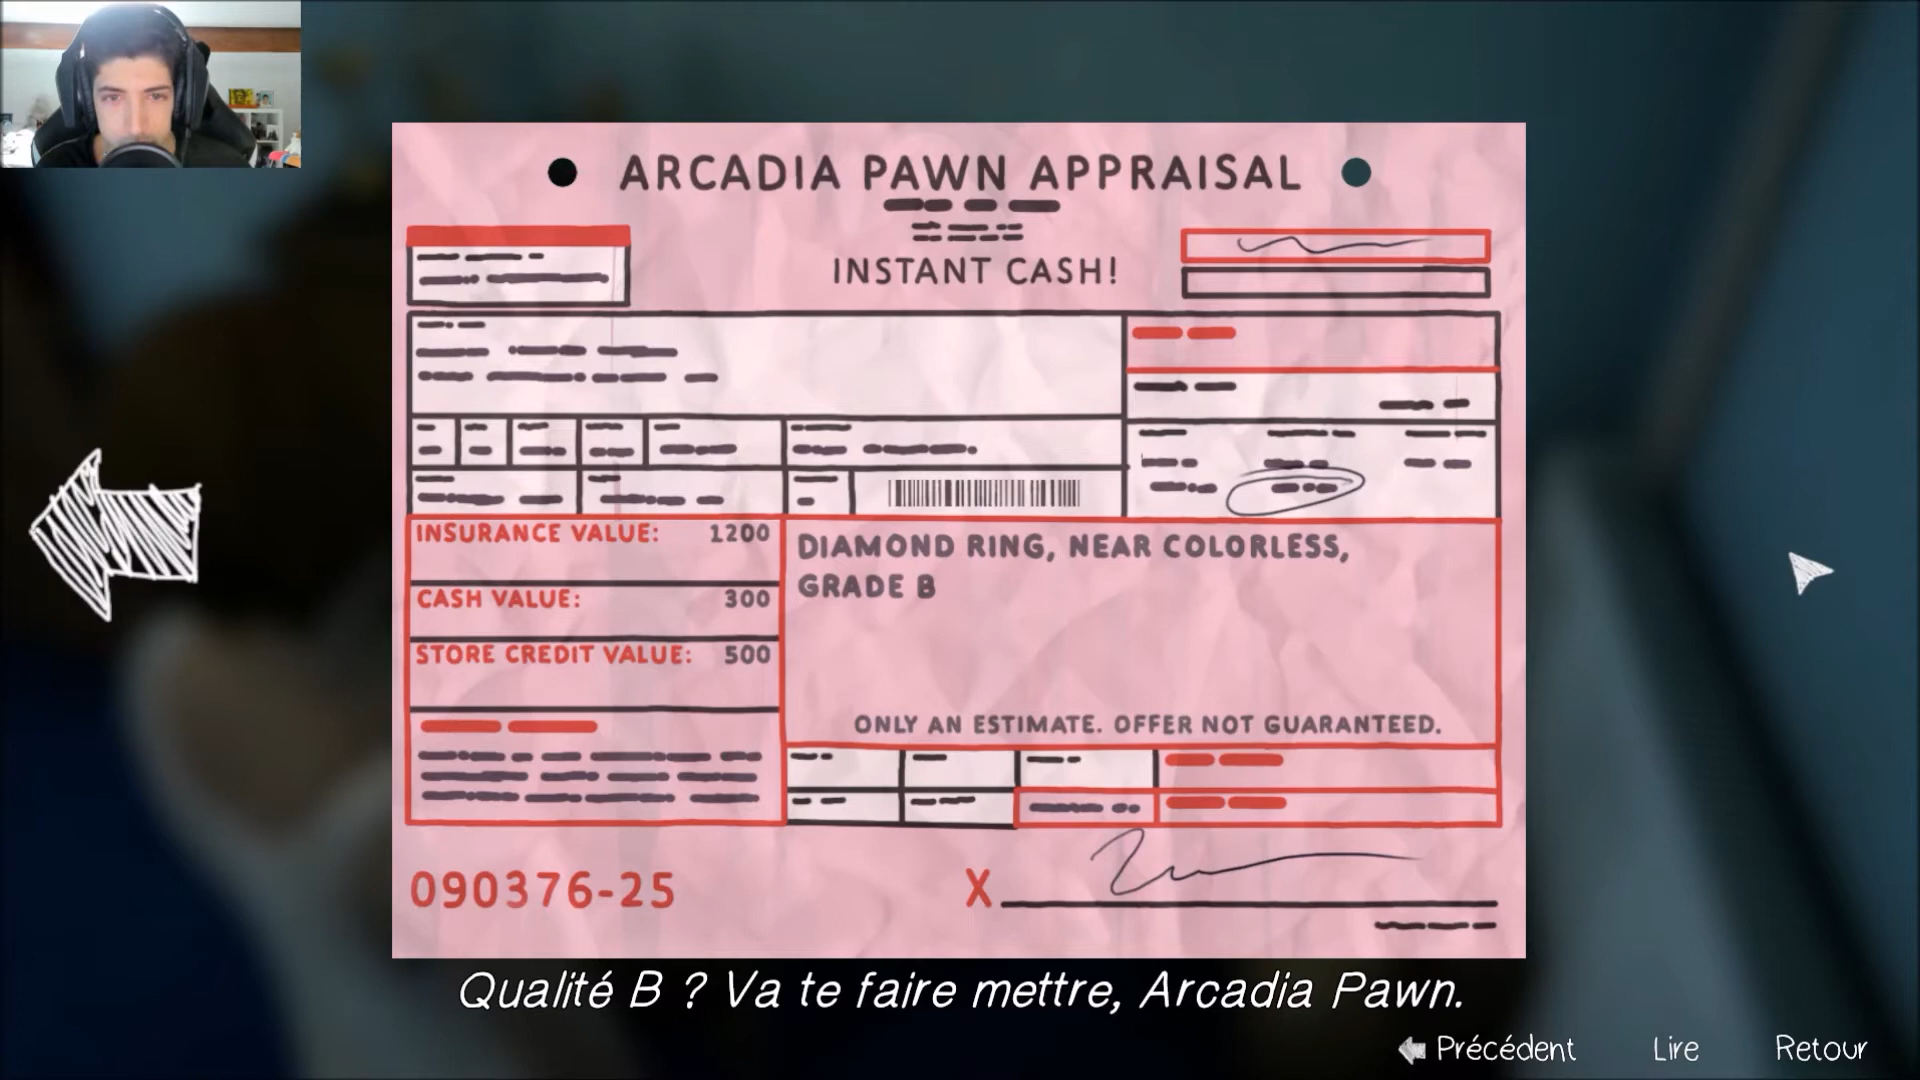 ARCADIA PAWN APPRAISAL
INSTANT CASH!
INSURANCE VALUE: 1200
CASH VALUE: 300
STORE CREDIT VALUE: 500
DIAMOND RING, NEAR COLORLESS,
GRADE B
ONLY AN ESTIMATE. OFFER NOT GUARANTEED.
090376-25
X
Qualité B ? Va te faire mettre, Arcadia Pawn.
Précédent Lire Retour